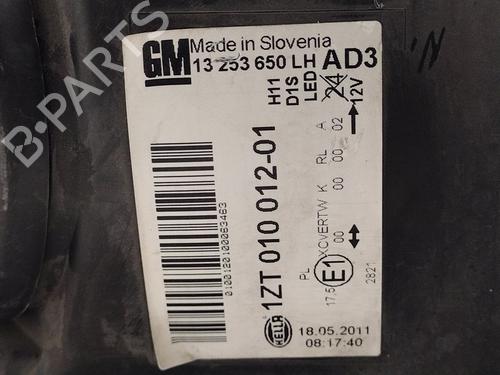 GM Made in Slovenia
13 253 650 LH AD3
H11
D1S
LED
24
12V
1ZT 010 012-01
0100120100063463
PL XCVERTW K RL A
17.5 E1 00 00 00 02
2821
HELLA
18.05.2011
08:17:40
B-PARTS